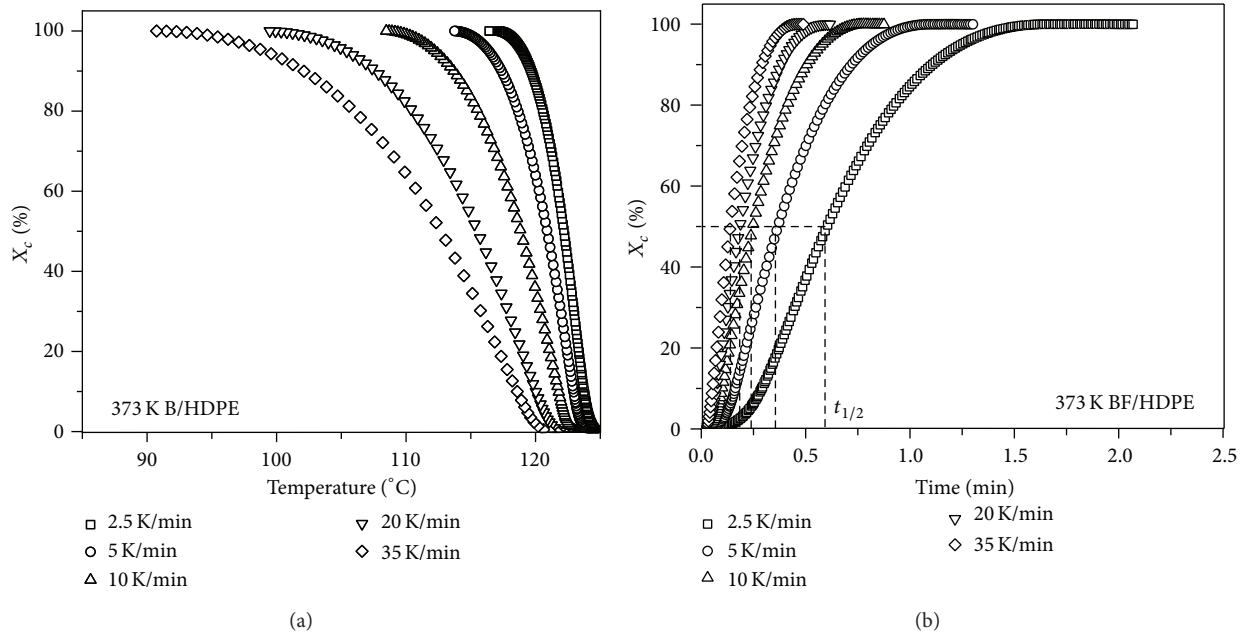 100
80
60
40
20
0
X_c (%)
373 K B/HDPE
90
100
110
120
Temperature (˚C)
2.5 K/min
5 K/min
10 K/min
20 K/min
35 K/min
(a)
100
80
60
40
20
0
X_c (%)
t_{1/2}
373 K BF/HDPE
0.0
0.5
1.0
1.5
2.0
2.5
Time (min)
2.5 K/min
5 K/min
10 K/min
20 K/min
35 K/min
(b)